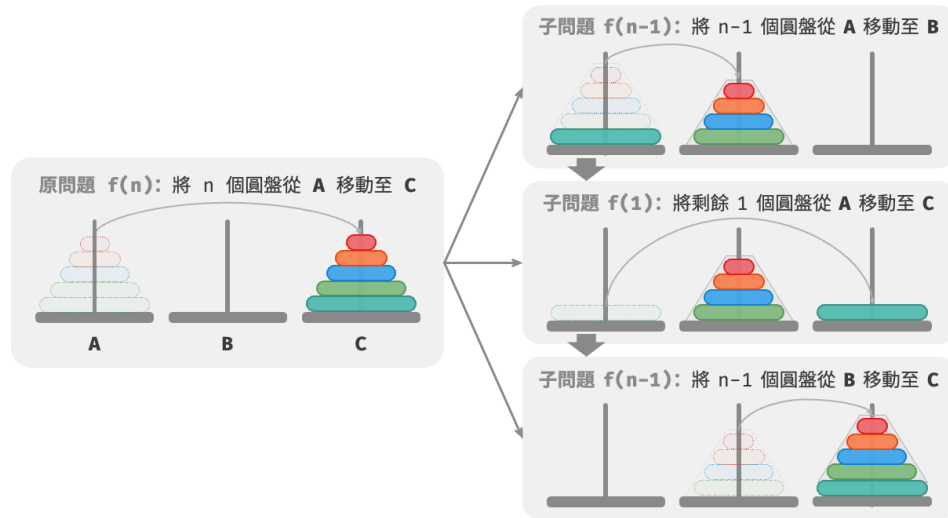 原問題 f(n)：將 n 個圓盤從 A 移動至 C
A
B
C
子問題 f(n-1)：將 n-1 個圓盤從 A 移動至 B
子問題 f(1)：將剩餘 1 個圓盤從 A 移動至 C
子問題 f(n-1)：將 n-1 個圓盤從 B 移動至 C